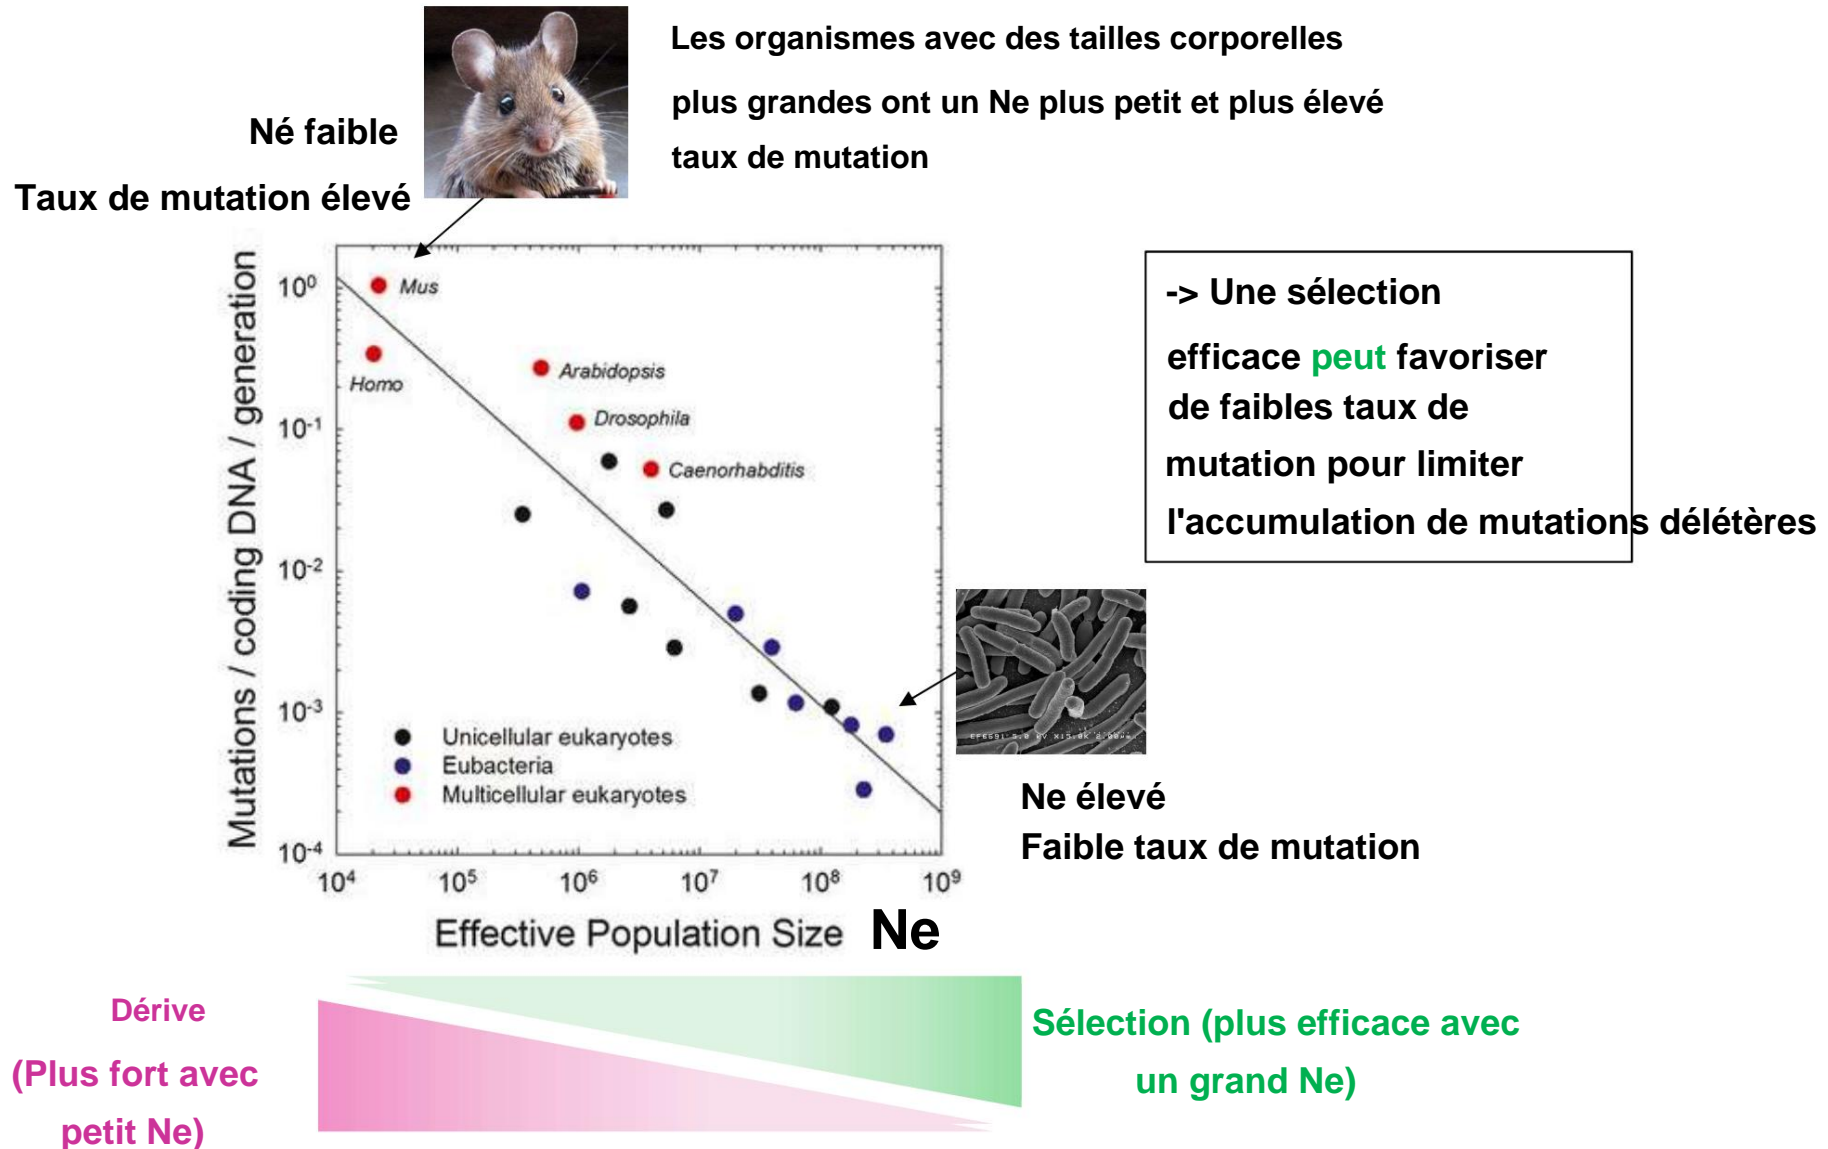 Les organismes avec des tailles corporelles
plus grandes ont un Ne plus petit et plus élevé
taux de mutation
Né faible
Taux de mutation élevé
-> Une sélection
efficace peut favoriser
de faibles taux de
mutation pour limiter
l'accumulation de mutations délétères
Mutations / coding DNA / generation
10⁰
10⁻¹
10⁻²
10⁻³
10⁻⁴
Mus
Homo
Arabidopsis
Drosophila
Caenorhabditis
Unicellular eukaryotes
Eubacteria
Multicellular eukaryotes
10⁴ 10⁵ 10⁶ 10⁷ 10⁸ 10⁹
Effective Population Size Ne
Ne élevé
Faible taux de mutation
Dérive
(Plus fort avec
petit Ne)
Sélection (plus efficace avec
un grand Ne)